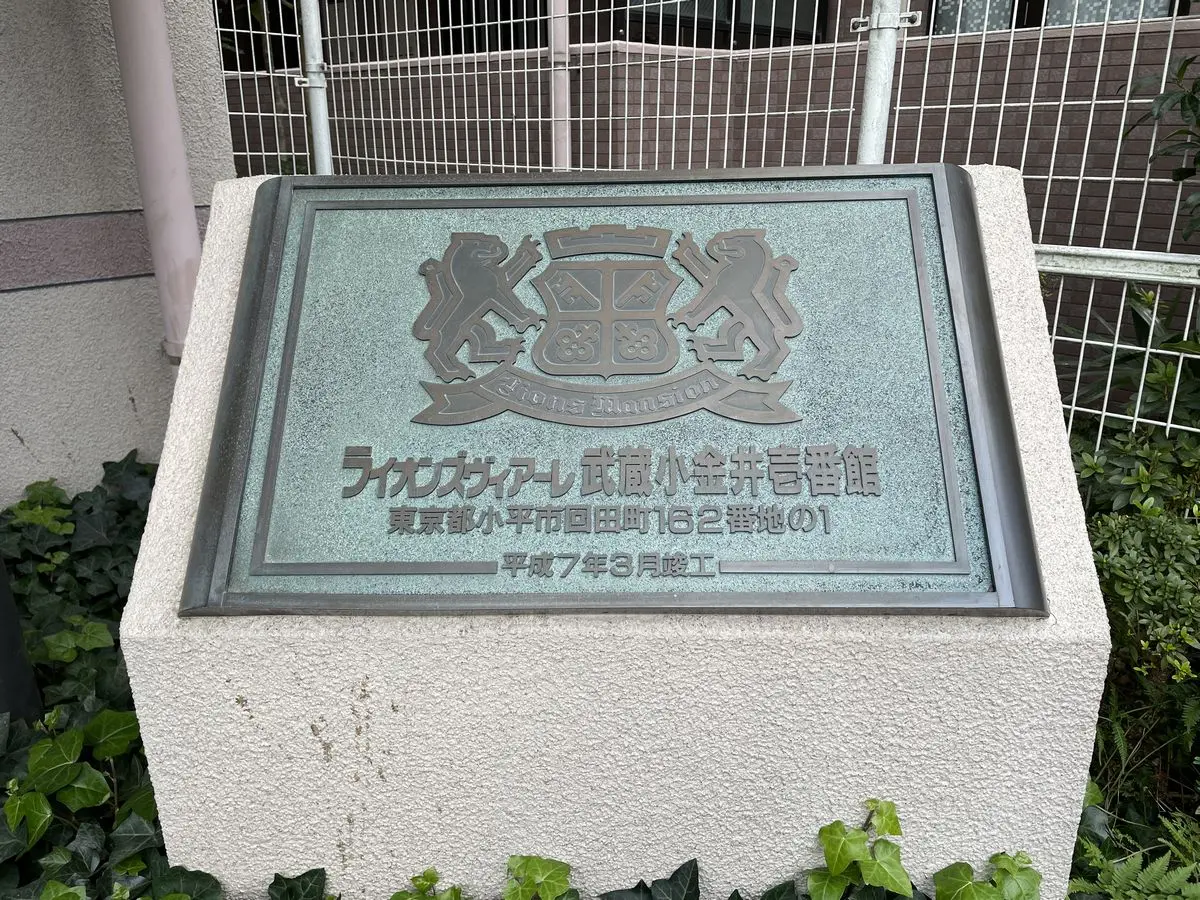 Lions Mansion
ライオンズヴィアーレ 武蔵小金井壱番館
東京都小平市回田町162番地の1
平成7年3月竣工